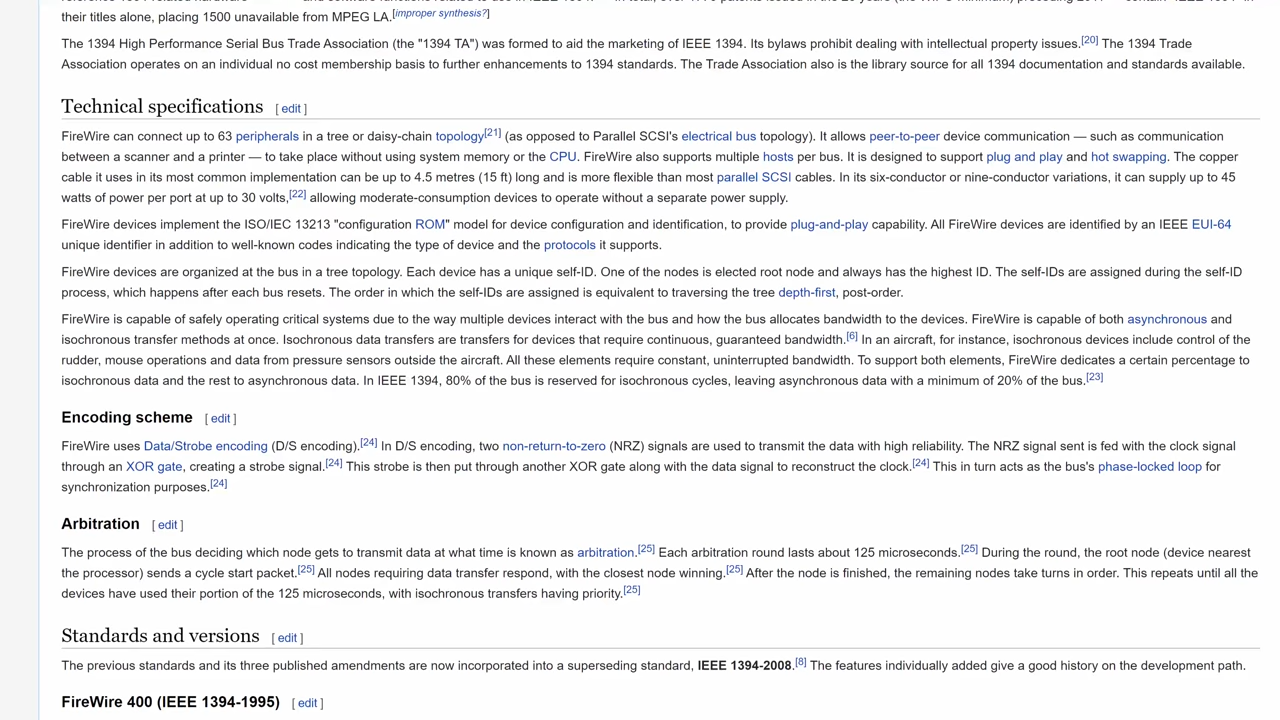 their titles alone, placing 1500 unavailable from MPEG LA.[improper synthesis?]
The 1394 High Performance Serial Bus Trade Association (the "1394 TA") was formed to aid the marketing of IEEE 1394. Its bylaws prohibit dealing with intellectual property issues.[20] The 1394 Trade
Association operates on an individual no cost membership basis to further enhancements to 1394 standards. The Trade Association also is the library source for all 1394 documentation and standards available.
Technical specifications [ edit ]
FireWire can connect up to 63 peripherals in a tree or daisy-chain topology[21] (as opposed to Parallel SCSI's electrical bus topology). It allows peer-to-peer device communication — such as communication
between a scanner and a printer — to take place without using system memory or the CPU. FireWire also supports multiple hosts per bus. It is designed to support plug and play and hot swapping. The copper
cable it uses in its most common implementation can be up to 4.5 metres (15 ft) long and is more flexible than most parallel SCSI cables. In its six-conductor or nine-conductor variations, it can supply up to 45
watts of power per port at up to 30 volts,[22] allowing moderate-consumption devices to operate without a separate power supply.
FireWire devices implement the ISO/IEC 13213 "configuration ROM" model for device configuration and identification, to provide plug-and-play capability. All FireWire devices are identified by an IEEE EUI-64
unique identifier in addition to well-known codes indicating the type of device and the protocols it supports.
FireWire devices are organized at the bus in a tree topology. Each device has a unique self-ID. One of the nodes is elected root node and always has the highest ID. The self-IDs are assigned during the self-ID
process, which happens after each bus resets. The order in which the self-IDs are assigned is equivalent to traversing the tree depth-first, post-order.
FireWire is capable of safely operating critical systems due to the way multiple devices interact with the bus and how the bus allocates bandwidth to the devices. FireWire is capable of both asynchronous and
isochronous transfer methods at once. Isochronous data transfers are transfers for devices that require continuous, guaranteed bandwidth.[6] In an aircraft, for instance, isochronous devices include control of the
rudder, mouse operations and data from pressure sensors outside the aircraft. All these elements require constant, uninterrupted bandwidth. To support both elements, FireWire dedicates a certain percentage to
isochronous data and the rest to asynchronous data. In IEEE 1394, 80% of the bus is reserved for isochronous cycles, leaving asynchronous data with a minimum of 20% of the bus.[23]
Encoding scheme [ edit ]
FireWire uses Data/Strobe encoding (D/S encoding).[24] In D/S encoding, two non-return-to-zero (NRZ) signals are used to transmit the data with high reliability. The NRZ signal sent is fed with the clock signal
through an XOR gate, creating a strobe signal.[24] This strobe is then put through another XOR gate along with the data signal to reconstruct the clock.[24] This in turn acts as the bus's phase-locked loop for
synchronization purposes.[24]
Arbitration [ edit ]
The process of the bus deciding which node gets to transmit data at what time is known as arbitration.[25] Each arbitration round lasts about 125 microseconds.[25] During the round, the root node (device nearest
the processor) sends a cycle start packet.[25] All nodes requiring data transfer respond, with the closest node winning.[25] After the node is finished, the remaining nodes take turns in order. This repeats until all the
devices have used their portion of the 125 microseconds, with isochronous transfers having priority.[25]
Standards and versions [ edit ]
The previous standards and its three published amendments are now incorporated into a superseding standard, IEEE 1394-2008.[8] The features individually added give a good history on the development path.
FireWire 400 (IEEE 1394-1995) [ edit ]